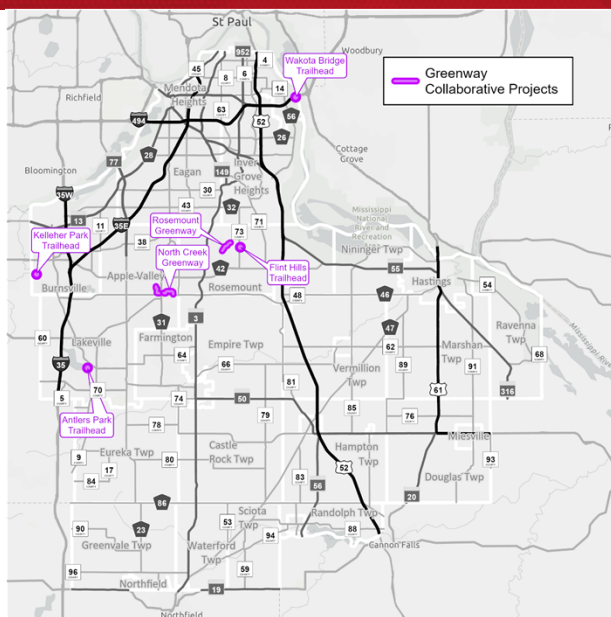 St Paul
Woodbury
952
4
45
8
6
Wakota Bridge
Trailhead
Greenway
Collaborative Projects
14
Mendota
Heights
Richfield
63
56
494
52
26
Cottage
Grove
77
28
149
Bloomington
Eagan
Inver
Grove
Heights
30
35W
32
43
Mississippi
National
River and
Recreation
13
11
35E
Rosemount
Greenway
71
Kelleher Park
Trailhead
38
73
Nininger Twp
North Creek
Greenway
Flint Hills
Trailhead
55
Apple Valley
42
54
Burnsville
Rosemount
48
46
Hastings
Mississippi River
31
3
47
Ravenna
Twp
60
Lakeville
Farmington
64
Empire Twp
62
Marshan
Twp
68
35
66
Vermillion
Twp
89
91
70
81
61
316
5
74
50
Antlers Park
Trailhead
79
85
76
78
Miesville
Castle
Rock Twp
Hampton
Twp
9
Eureka Twp
80
93
17
52
84
83
Douglas Twp
56
20
86
Sciota
Twp
Randolph Twp
90
23
53
88
94
Greenvale Twp
Waterford
Twp
Cannon Falls
96
59
Northfield
19
Northfield